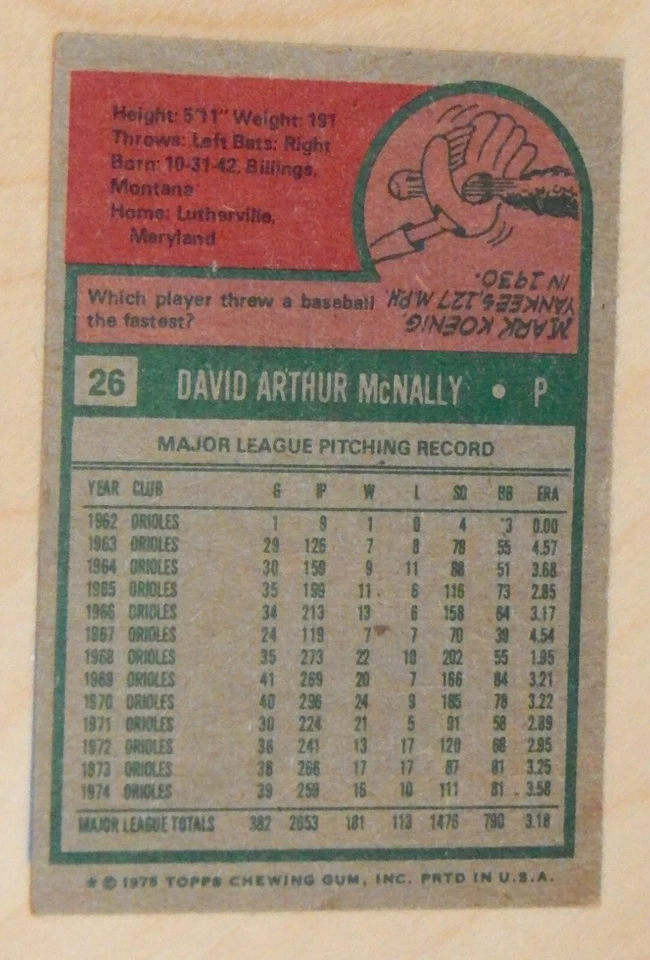 Height: 5'11" Weight: 191
Throws: Left Bats: Right
Born: 10-31-42, Billings,
Montana
Home: Lutherville,
Maryland
Which player threw a baseball
the fastest?
MARK KOENIG
YANKEES, 127 M.P.H.
IN 1930.
26 DAVID ARTHUR McNALLY • P
MAJOR LEAGUE PITCHING RECORD
YEAR CLUB G IP W L SO BB ERA
1962 ORIOLES 1 9 1 0 4 3 0.00
1963 ORIOLES 29 126 7 8 78 55 4.57
1964 ORIOLES 30 159 9 11 88 51 3.68
1965 ORIOLES 35 199 11 6 116 73 2.85
1966 ORIOLES 34 213 13 6 158 64 3.17
1967 ORIOLES 24 119 7 7 70 39 4.54
1968 ORIOLES 35 273 22 10 202 55 1.95
1969 ORIOLES 41 269 20 7 166 84 3.21
1970 ORIOLES 40 296 24 9 185 78 3.22
1971 ORIOLES 30 224 21 5 91 58 2.89
1972 ORIOLES 36 241 13 17 120 68 2.95
1973 ORIOLES 38 266 17 17 87 81 3.25
1974 ORIOLES 39 259 16 10 111 81 3.58
MAJOR LEAGUE TOTALS 382 2653 181 113 1476 790 3.18
* © 1975 TOPPS CHEWING GUM, INC. PRTD IN U.S.A.